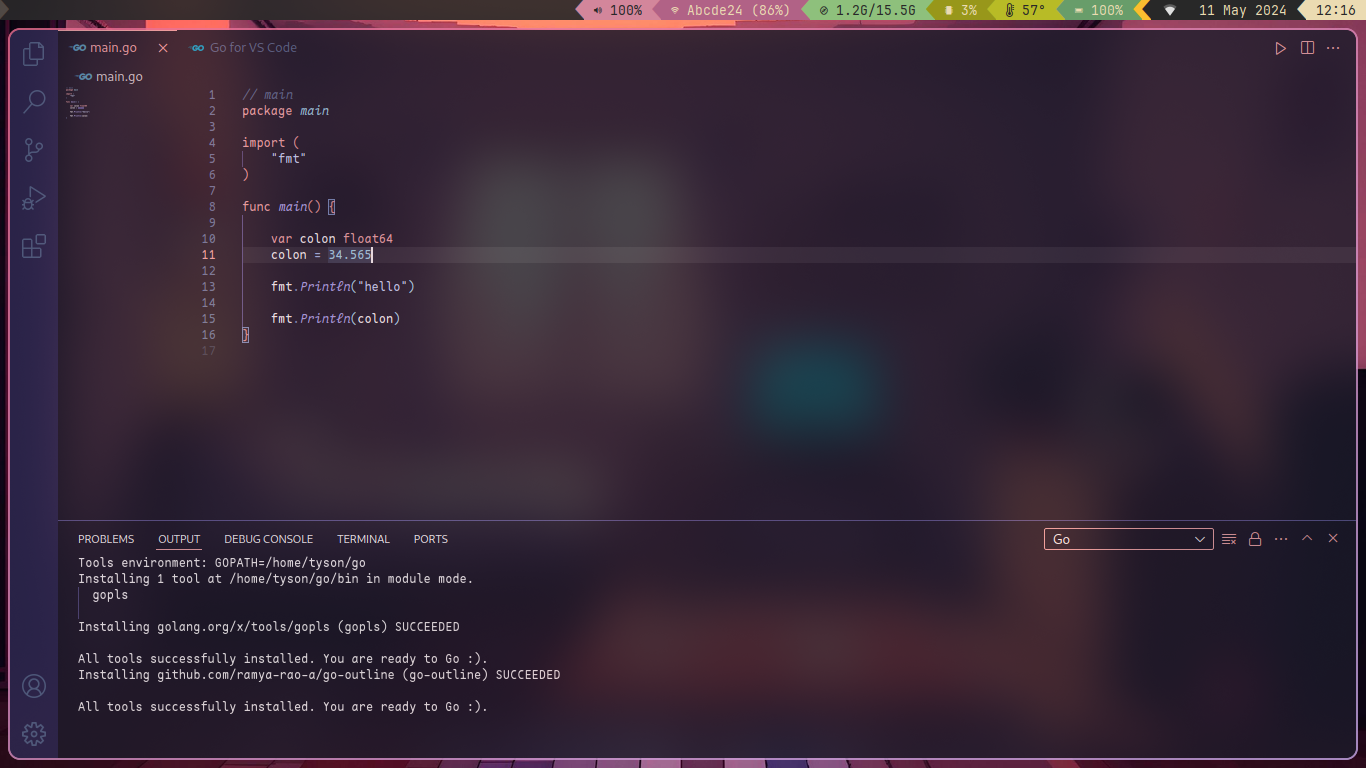 100% Abcde24 (86%) 1.2G/15.5G 3% 57° 100% 11 May 2024 12:16
GO main.go GO Go for VS Code
GO main.go
1 // main
2 package main
3
4 import (
5 "fmt"
6 )
7
8 func main() {
9
10 var colon float64
11 colon = 34.565
12
13 fmt.Println("hello")
14
15 fmt.Println(colon)
16 }
17
PROBLEMS OUTPUT DEBUG CONSOLE TERMINAL PORTS Go
Tools environment: GOPATH=/home/tyson/go
Installing 1 tool at /home/tyson/go/bin in module mode.
gopls
Installing golang.org/x/tools/gopls (gopls) SUCCEEDED
All tools successfully installed. You are ready to Go :).
Installing github.com/ramya-rao-a/go-outline (go-outline) SUCCEEDED
All tools successfully installed. You are ready to Go :).